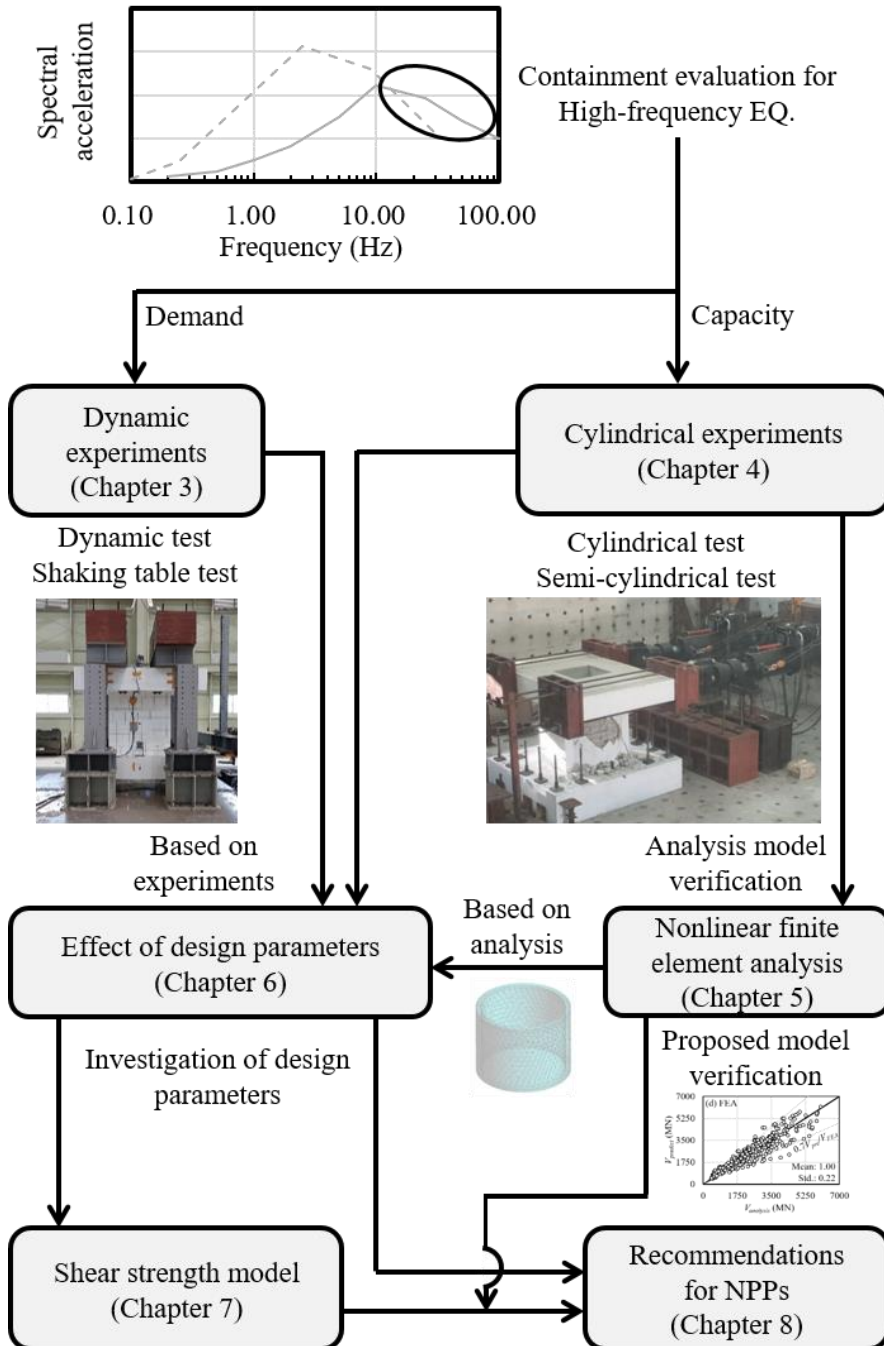 Spectral
acceleration
0.10
1.00
10.00
100.00
Frequency (Hz)
Containment evaluation for
High-frequency EQ.
Demand
Capacity
Dynamic
experiments
(Chapter 3)
Cylindrical experiments
(Chapter 4)
Dynamic test
Shaking table test
Cylindrical test
Semi-cylindrical test
Based on
experiments
Analysis model
verification
Effect of design parameters
(Chapter 6)
Based on
analysis
Nonlinear finite
element analysis
(Chapter 5)
Investigation of design
parameters
Proposed model
verification
7000
5250
3500
1750
0
(d) FEA
Mean: 1.00
Std.: 0.22
0
1750
3500
5250
7000
V_analysis (MN)
Shear strength model
(Chapter 7)
Recommendations
for NPPs
(Chapter 8)